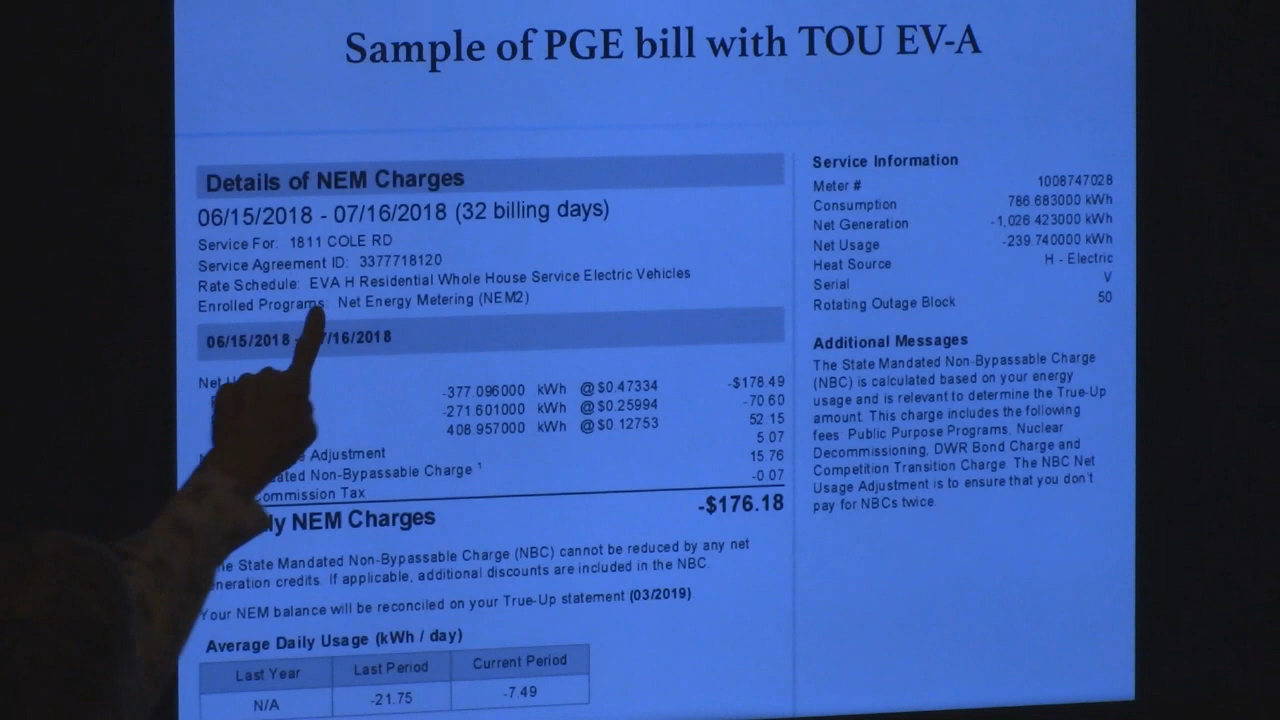 Sample of PGE bill with TOU EV-A
Details of NEM Charges
06/15/2018 - 07/16/2018 (32 billing days)
Service For: 1811 COLE RD
Service Agreement ID: 3377718120
Rate Schedule: EVA H Residential Whole House Service Electric Vehicles
Enrolled Programs: Net Energy Metering (NEM2)
06/15/2018 - 7/16/2018
Net
-377.096000 kWh @ $0.47334 -$178.49
-271.601000 kWh @ $0.25994 -70.60
408.957000 kWh @ $0.12753 52.15
Adjustment 5.07
ated Non-Bypassable Charge 1 15.76
ommission Tax -0.07
ly NEM Charges -$176.18
he State Mandated Non-Bypassable Charge (NBC) cannot be reduced by any net
neration credits. If applicable, additional discounts are included in the NBC.
Your NEM balance will be reconciled on your True-Up statement (03/2019)
Average Daily Usage (kWh / day)
Last Year Last Period Current Period
N/A -21.75 -7.49
Service Information
Meter # 1008747028
Consumption 786.683000 kWh
Net Generation -1,026.423000 kWh
Net Usage -239.740000 kWh
Heat Source H - Electric
Serial V
Rotating Outage Block 50
Additional Messages
The State Mandated Non-Bypassable Charge
(NBC) is calculated based on your energy
usage and is relevant to determine the True-Up
amount. This charge includes the following
fees: Public Purpose Programs, Nuclear
Decommissioning, DWR Bond Charge and
Competition Transition Charge. The NBC Net
Usage Adjustment is to ensure that you don't
pay for NBCs twice.